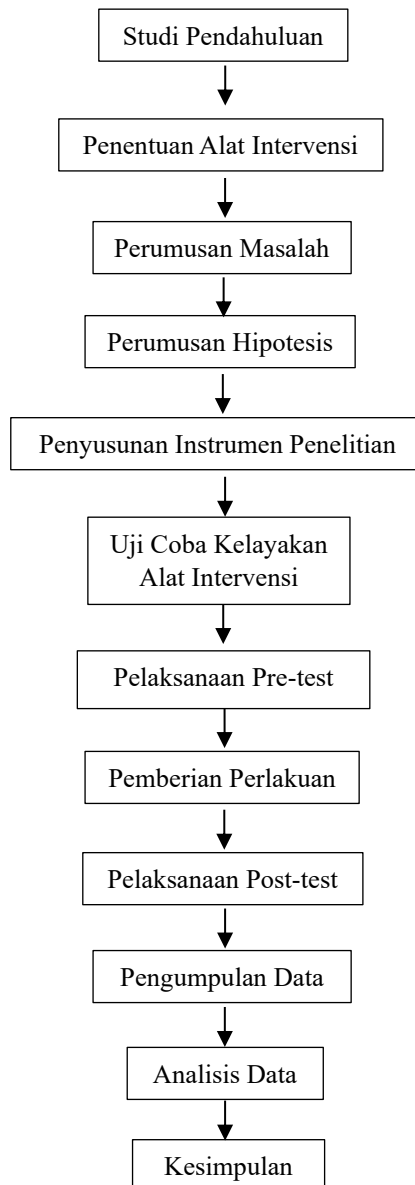 Studi Pendahuluan
Penentuan Alat Intervensi
Perumusan Masalah
Perumusan Hipotesis
Penyusunan Instrumen Penelitian
Uji Coba Kelayakan
Alat Intervensi
Pelaksanaan Pre-test
Pemberian Perlakuan
Pelaksanaan Post-test
Pengumpulan Data
Analisis Data
Kesimpulan